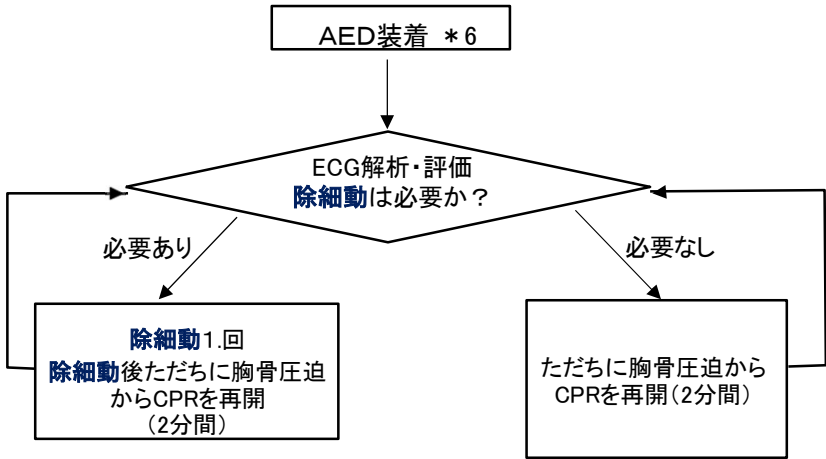 AED装着 *6
ECG解析・評価
除細動は必要か？
必要あり
必要なし
除細動1.回
除細動後ただちに胸骨圧迫
からCPRを再開
（2分間）
ただちに胸骨圧迫から
CPRを再開（2分間）